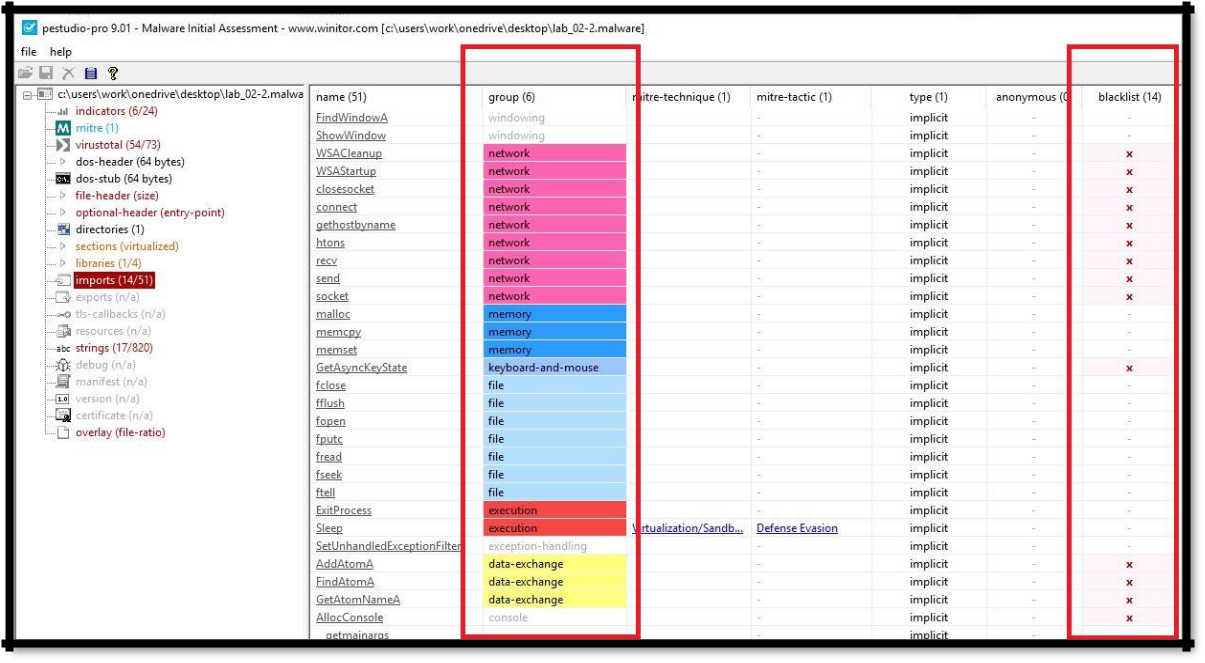 pestudio-pro 9.01 - Malware Initial Assessment - www.winitor.com [c:\users\work\onedrive\desktop\lab_02-2.malware]
file help
c:\users\work\onedrive\desktop\lab_02-2.malwa
indicators (6/24)
mitre (1)
virustotal (54/73)
dos-header (64 bytes)
dos-stub (64 bytes)
file-header (size)
optional-header (entry-point)
directories (1)
sections (virtualized)
libraries (1/4)
imports (14/51)
exports (n/a)
tls-callbacks (n/a)
resources (n/a)
abc strings (17/820)
debug (n/a)
manifest (n/a)
1.0 version (n/a)
certificate (n/a)
overlay (file-ratio)
name (51) group (6) mitre-technique (1) mitre-tactic (1) type (1) anonymous (0 blacklist (14)
FindWindowA windowing - implicit - -
ShowWindow windowing - implicit - -
WSACleanup network - implicit - x
WSAStartup network - implicit - x
closesocket network - implicit - x
connect network - implicit - x
gethostbyname network - implicit - x
htons network - implicit - x
recv network - implicit - x
send network - implicit - x
socket network - implicit - x
malloc memory - implicit - -
memcpy memory - implicit - -
memset memory - implicit - -
GetAsyncKeyState keyboard-and-mouse - implicit - x
fclose file - implicit - -
fflush file - implicit - -
fopen file - implicit - -
fputc file - implicit - -
fread file - implicit - -
fseek file - implicit - -
ftell file - implicit - -
ExitProcess execution - implicit - -
Sleep execution Virtualization/Sandb... Defense Evasion implicit - -
SetUnhandledExceptionFilter exception-handling - implicit - -
AddAtomA data-exchange - implicit - x
FindAtomA data-exchange - implicit - x
GetAtomNameA data-exchange - implicit - x
AllocConsole console - implicit - x
getmainargs implicit